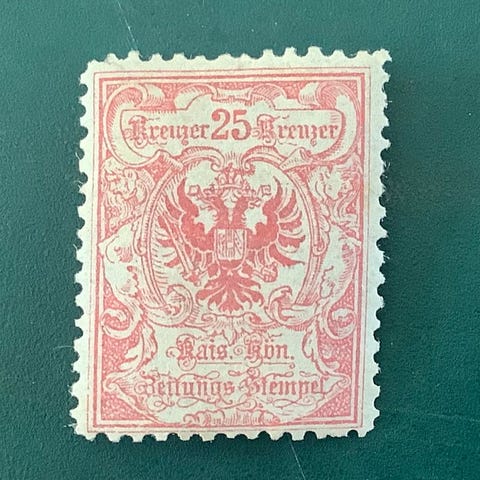 Kreuzer 25 Kreuzer
Kais. Kön.
Zeitungs-Stempel